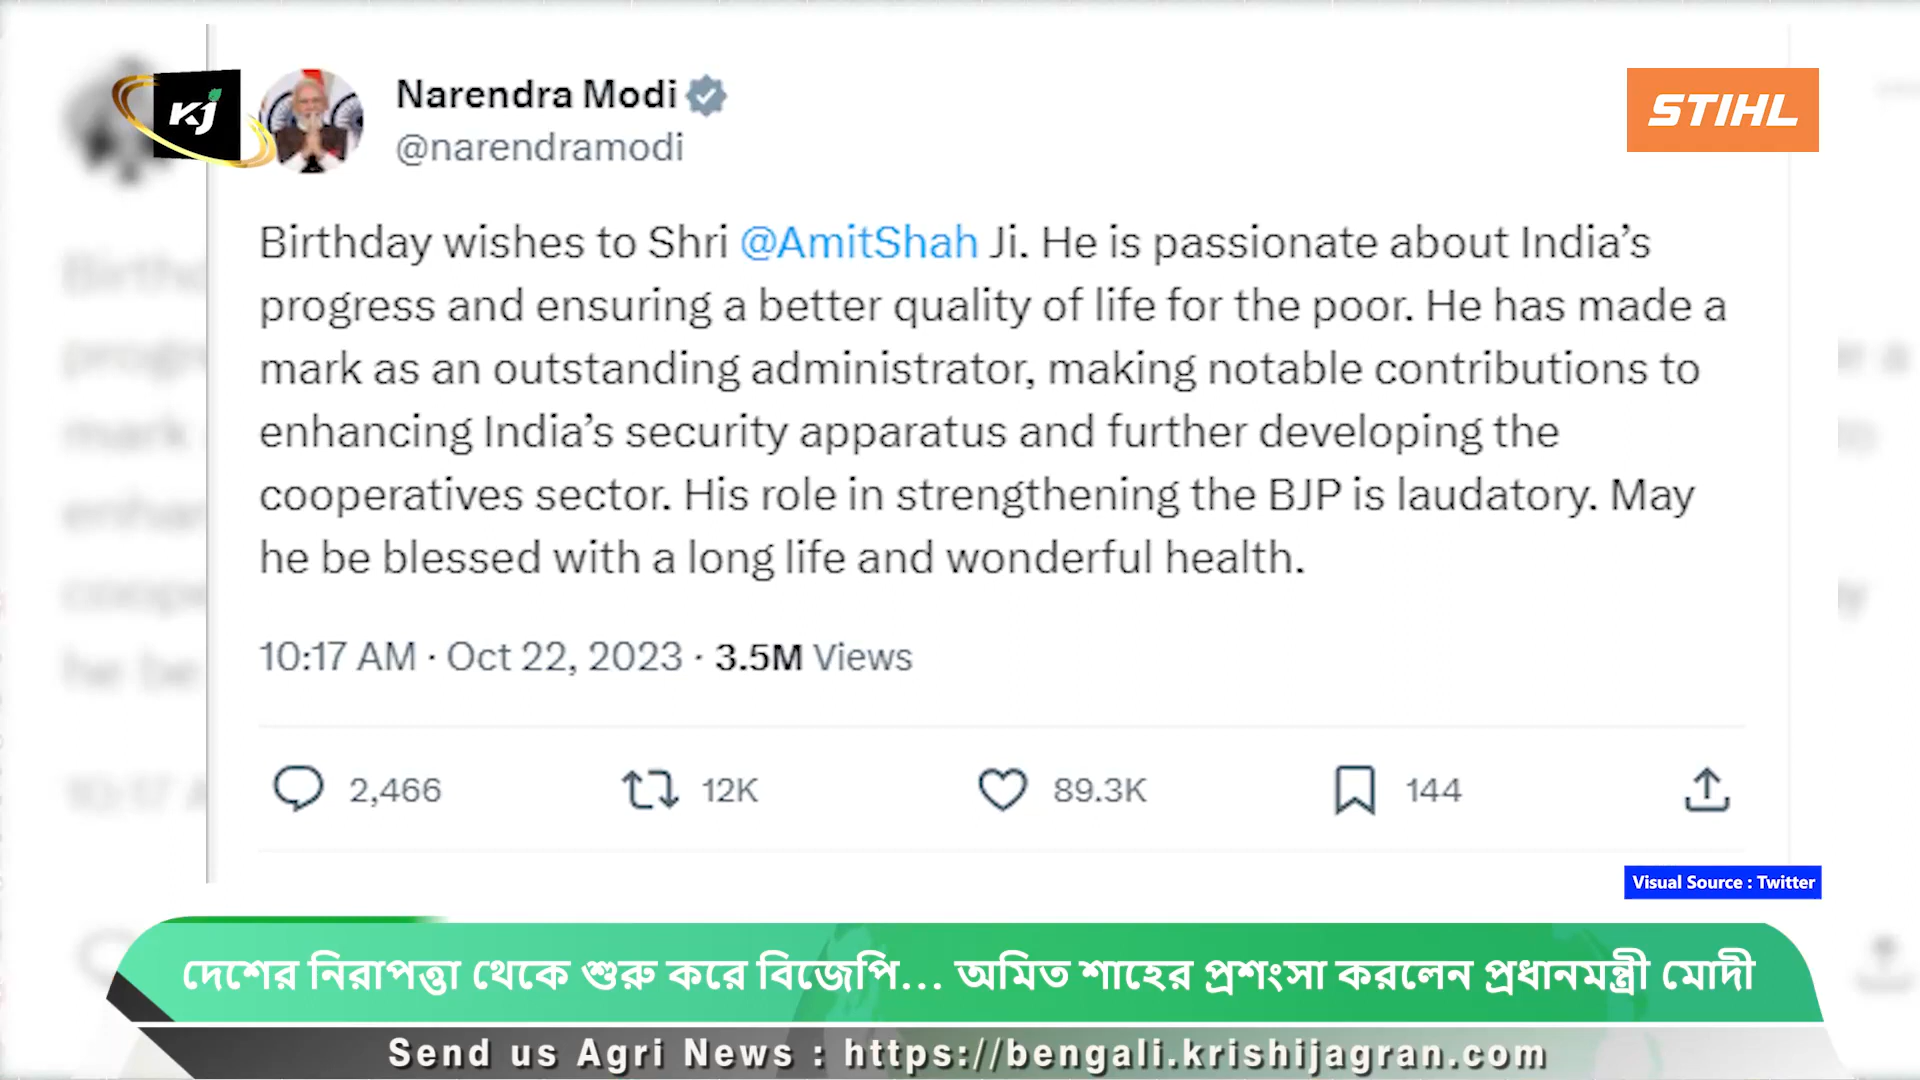 KJ
Narendra Modi
@narendramodi
STIHL
Birthday wishes to Shri @AmitShah Ji. He is passionate about India’s
progress and ensuring a better quality of life for the poor. He has made a
mark as an outstanding administrator, making notable contributions to
enhancing India’s security apparatus and further developing the
cooperatives sector. His role in strengthening the BJP is laudatory. May
he be blessed with a long life and wonderful health.
10:17 AM · Oct 22, 2023 · 3.5M Views
2,466 12K 89.3K 144
Visual Source : Twitter
দেশের নিরাপত্তা থেকে শুরু করে বিজেপি... অমিত শাহের প্রশংসা করলেন প্রধানমন্ত্রী মোদী
Send us Agri News : https://bengali.krishijagran.com